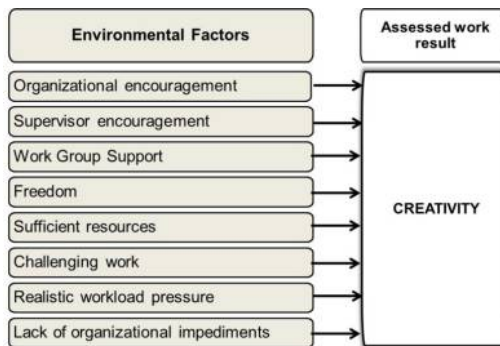 Environmental Factors
Assessed work
result
Organizational encouragement
Supervisor encouragement
Work Group Support
Freedom
Sufficient resources
Challenging work
Realistic workload pressure
Lack of organizational impediments
CREATIVITY